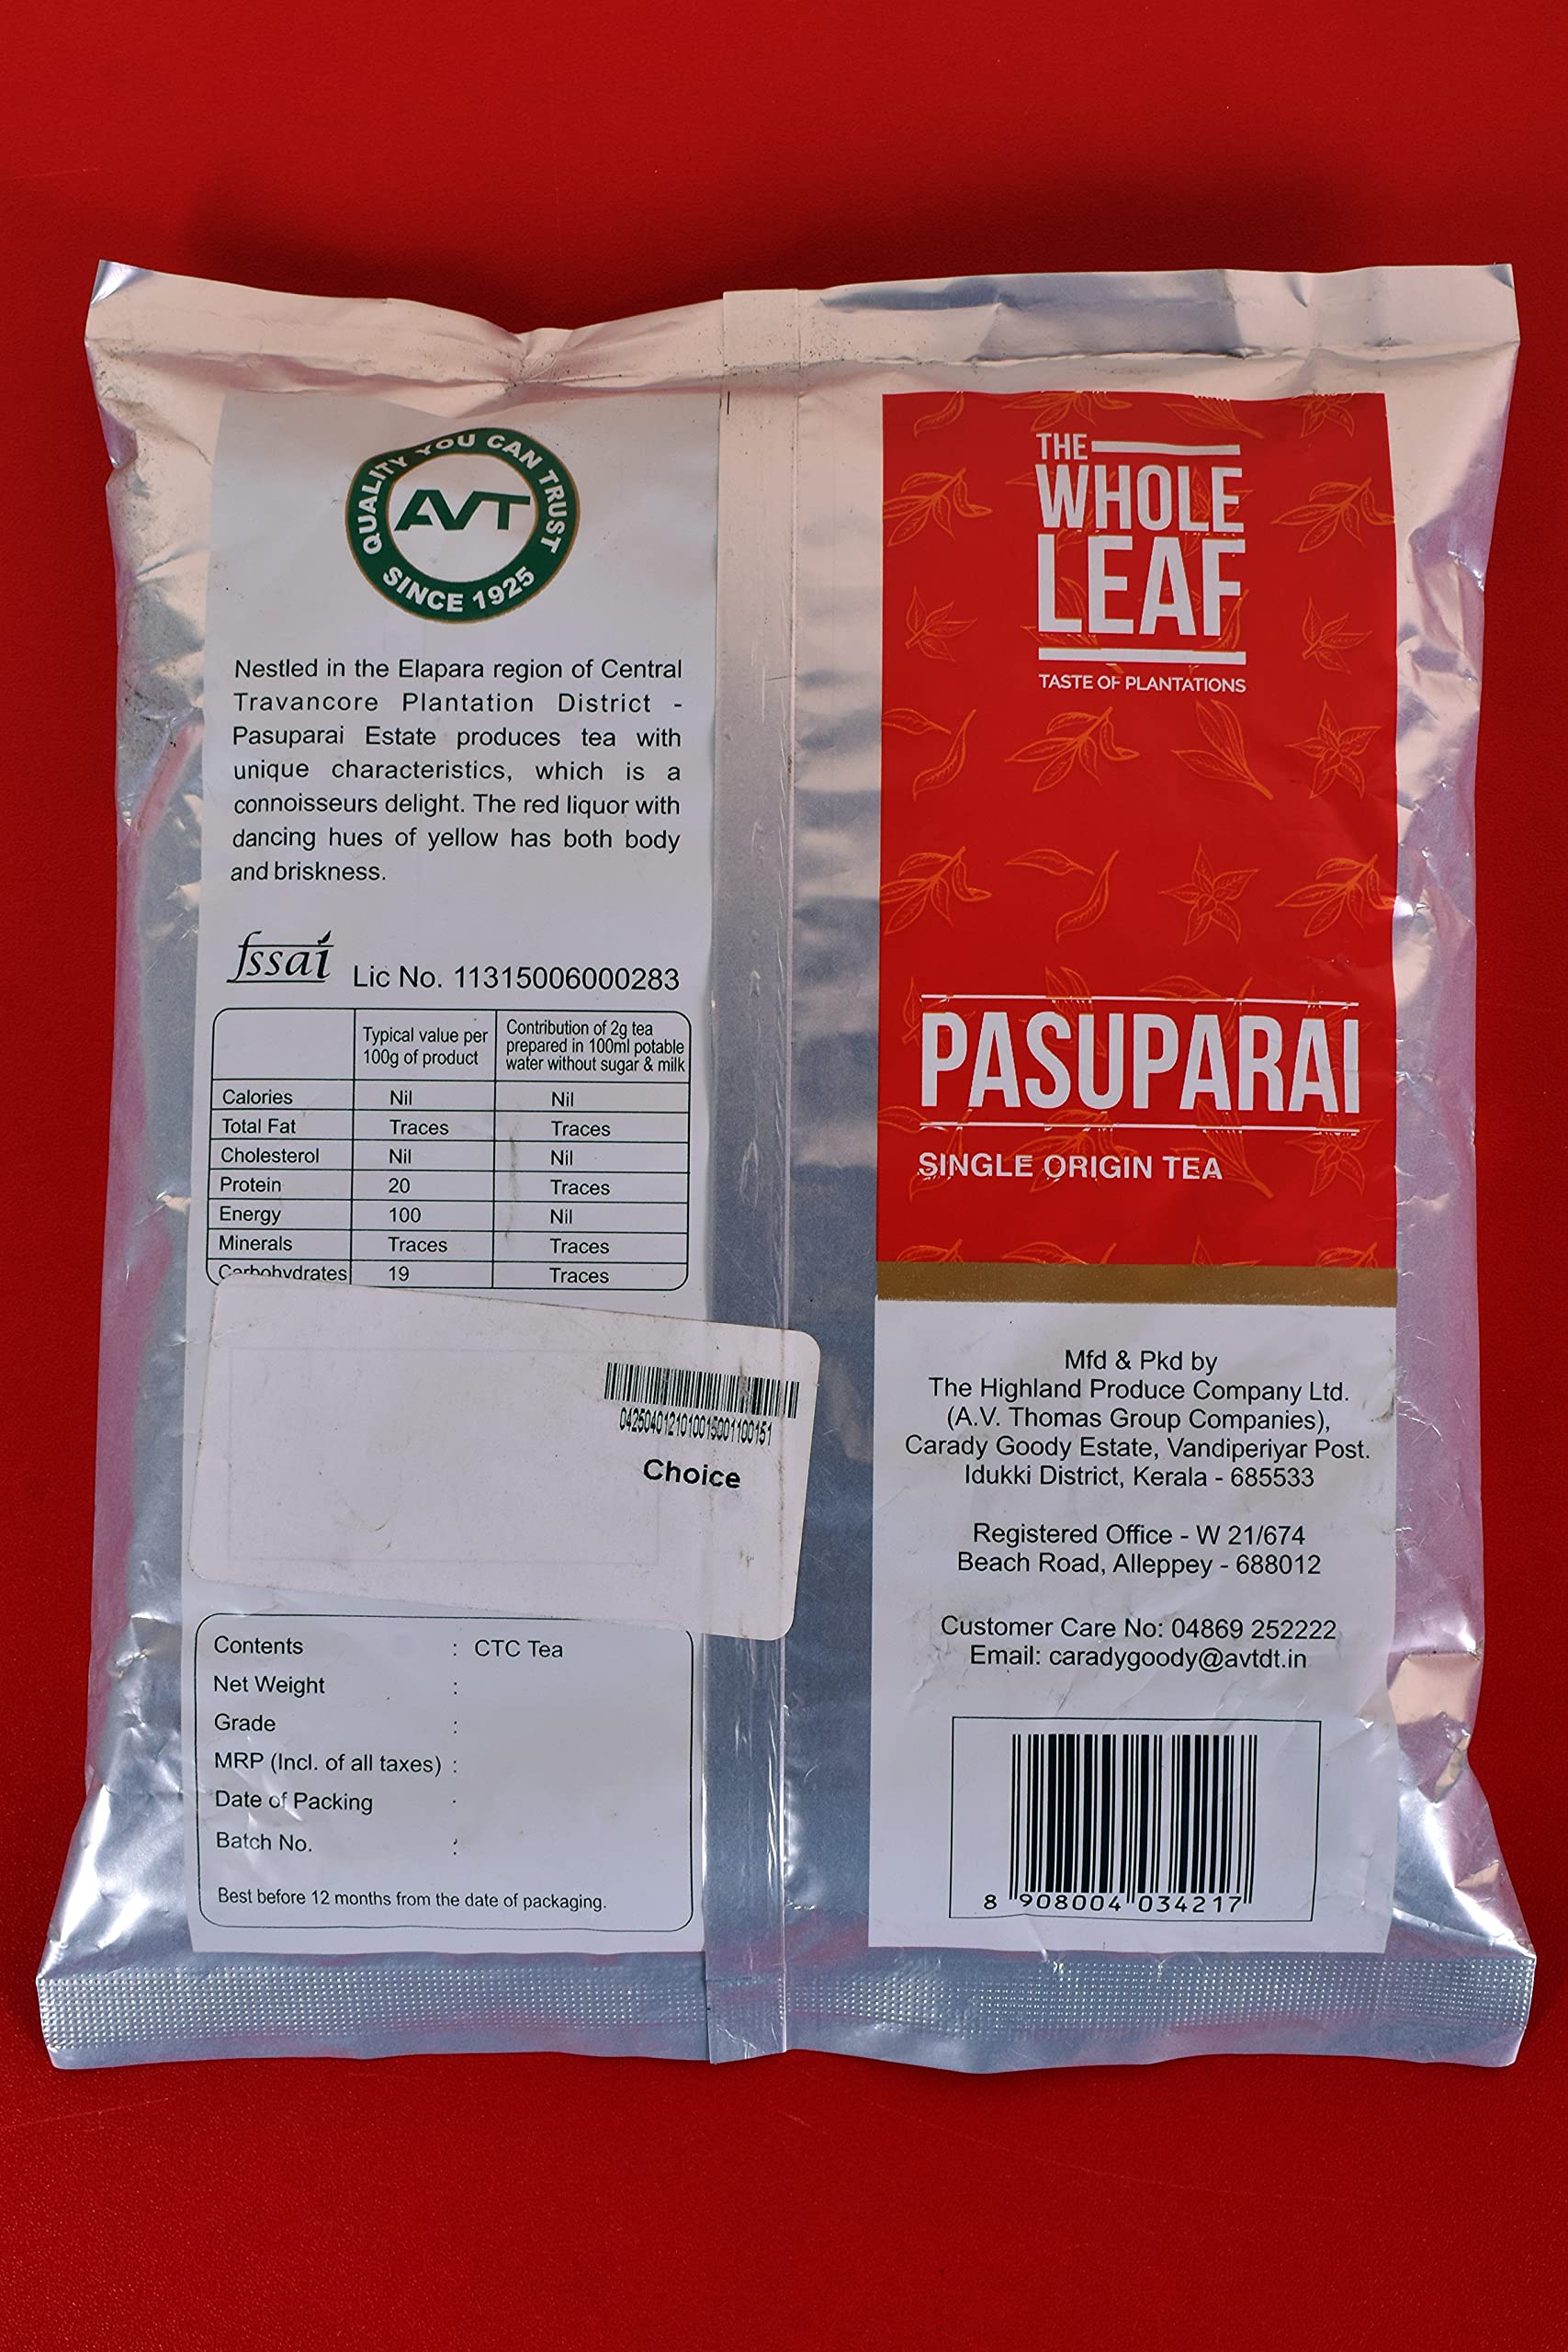 QUALITY YOU CAN TRUST
AVT
SINCE 1925
Nestled in the Elapara region of Central
Travancore Plantation District -
Pasuparai Estate produces tea with
unique characteristics, which is a
connoisseurs delight. The red liquor with
dancing hues of yellow has both body
and briskness.
fssai Lic No. 11315006000283
Typical value per
100g of product
Contribution of 2g tea
prepared in 100ml potable
water without sugar & milk
Calories Nil Nil
Total Fat Traces Traces
Cholesterol Nil Nil
Protein 20 Traces
Energy 100 Nil
Minerals Traces Traces
Carbohydrates 19 Traces
Choice
Contents : CTC Tea
Net Weight :
Grade :
MRP (Incl. of all taxes) :
Date of Packing :
Batch No. :
Best before 12 months from the date of packaging.
THE
WHOLE
LEAF
TASTE OF PLANTATIONS
PASUPARAI
SINGLE ORIGIN TEA
Mfd & Pkd by
The Highland Produce Company Ltd.
(A.V. Thomas Group Companies),
Carady Goody Estate, Vandiperiyar Post.
Idukki District, Kerala - 685533
Registered Office - W 21/674
Beach Road, Alleppey - 688012
Customer Care No: 04869 252222
Email: caradygoody@avtdt.in
8 908004 034217